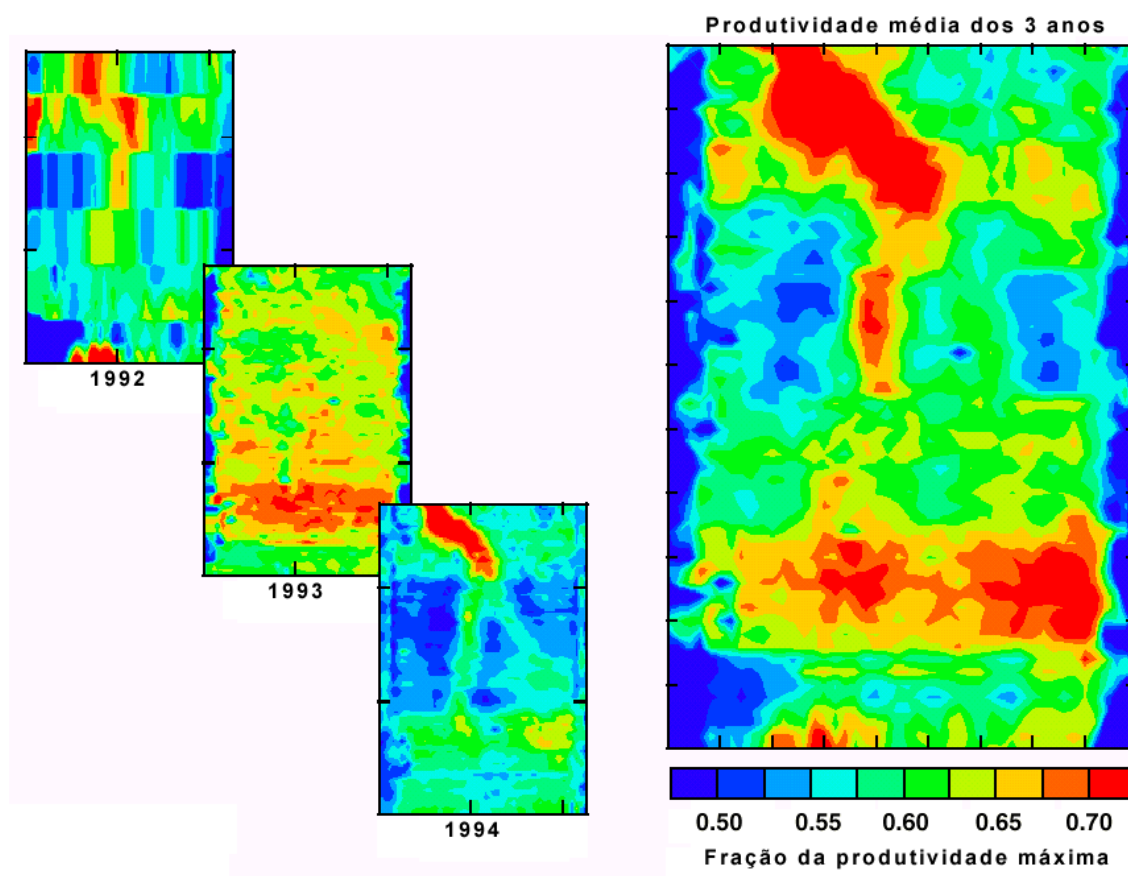 Produtividade média dos 3 anos
1992
1993
1994
0.50 0.55 0.60 0.65 0.70
Fração da produtividade máxima